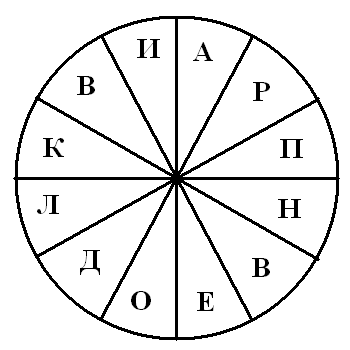 И А
В Р
К П
Л Н
Д В
О Е